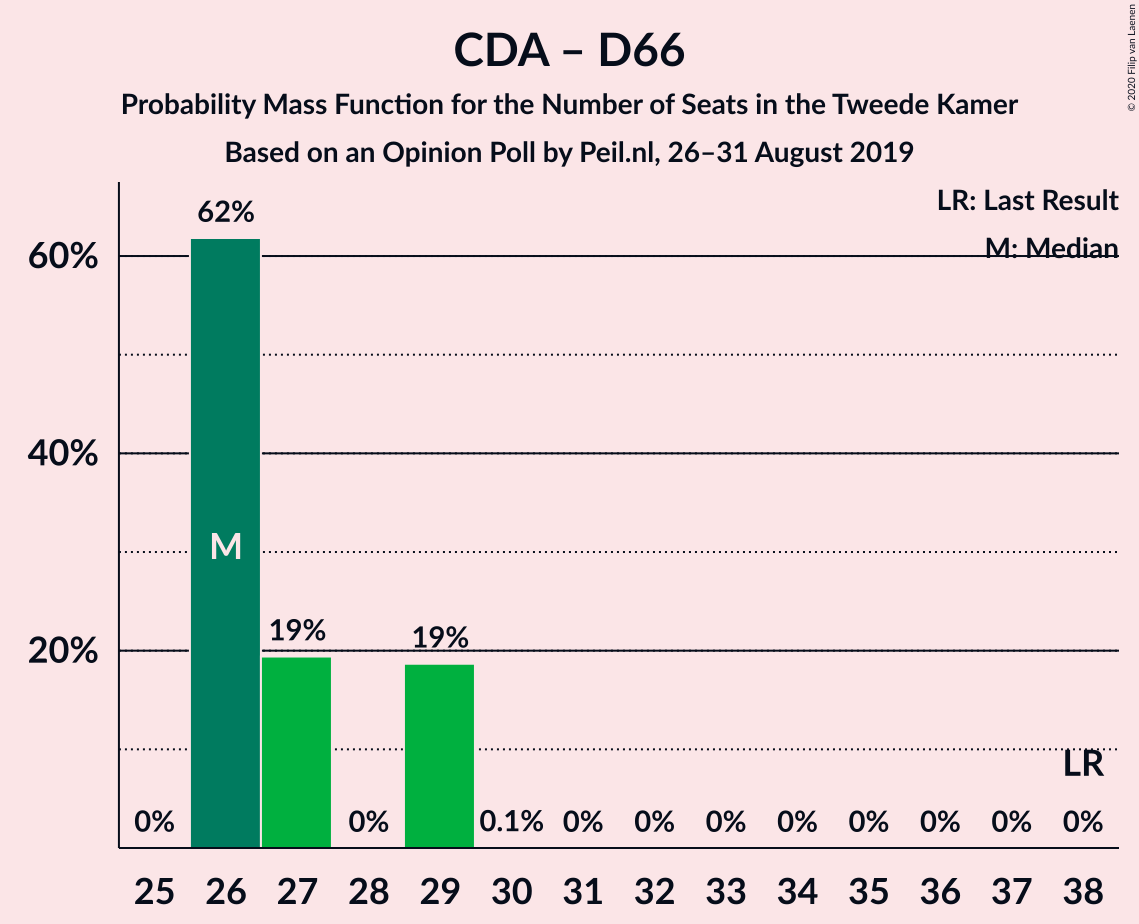 CDA – D66
Probability Mass Function for the Number of Seats in the Tweede Kamer
Based on an Opinion Poll by Peil.nl, 26–31 August 2019
© 2020 Filip van Laenen
LR: Last Result
M: Median
60%
40%
20%
62%
M
19%
19%
LR
0%
0%
0.1%
0%
0%
0%
0%
0%
0%
0%
0%
25 26 27 28 29 30 31 32 33 34 35 36 37 38